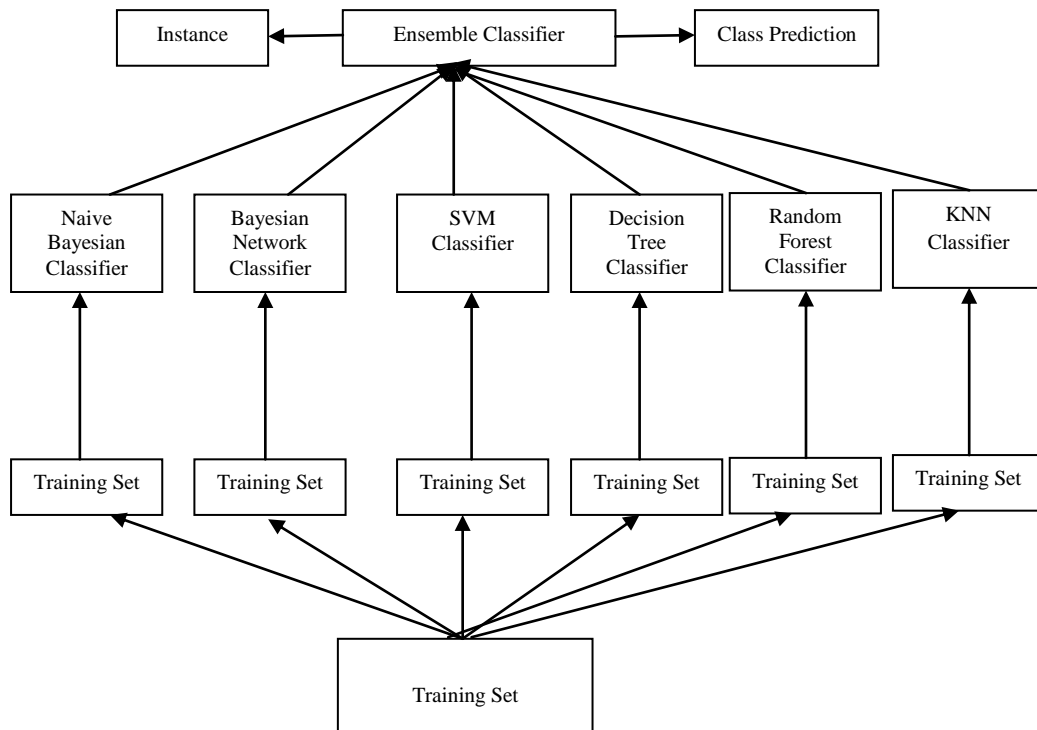 Instance
Ensemble Classifier
Class Prediction
Naive
Bayesian
Classifier
Bayesian
Network
Classifier
SVM
Classifier
Decision
Tree
Classifier
Random
Forest
Classifier
KNN
Classifier
Training Set
Training Set
Training Set
Training Set
Training Set
Training Set
Training Set